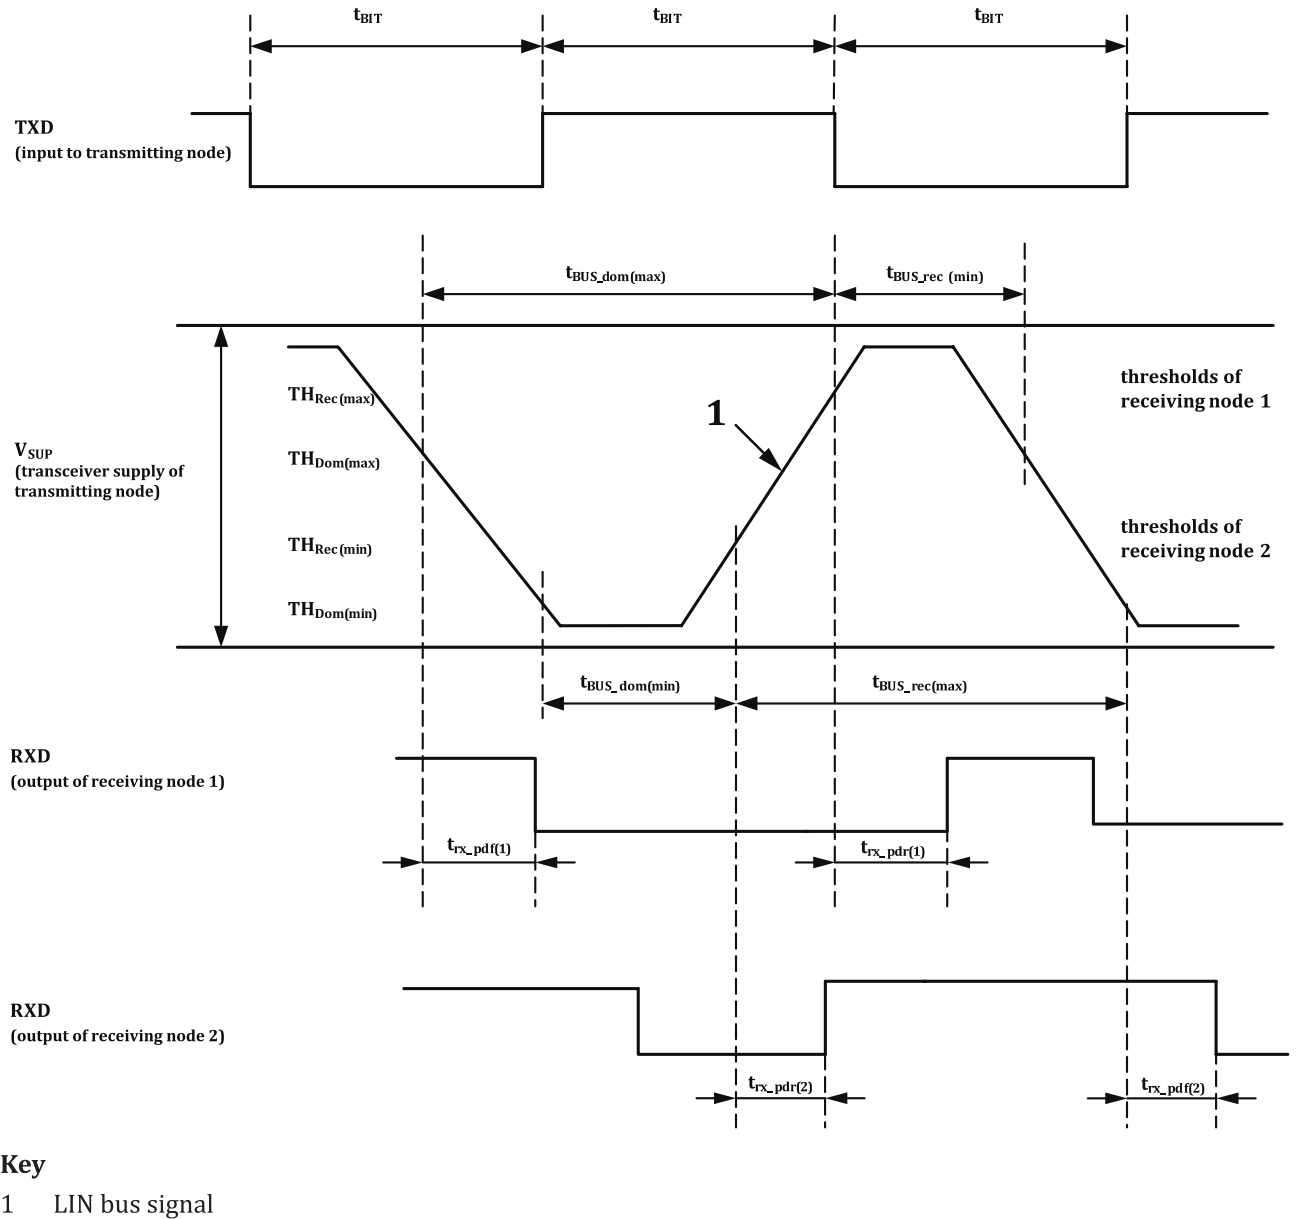 tBIT tBIT tBIT
TXD
(input to transmitting node)
tBUS_dom(max) tBUS_rec (min)
THRec(max)
thresholds of
receiving node 1
1
VSUP
(transceiver supply of
transmitting node)
THDom(max)
THRec(min)
thresholds of
receiving node 2
THDom(min)
tBUS_dom(min) tBUS_rec(max)
RXD
(output of receiving node 1)
trx_pdf(1) trx_pdr(1)
RXD
(output of receiving node 2)
trx_pdr(2) trx_pdf(2)
Key
1 LIN bus signal